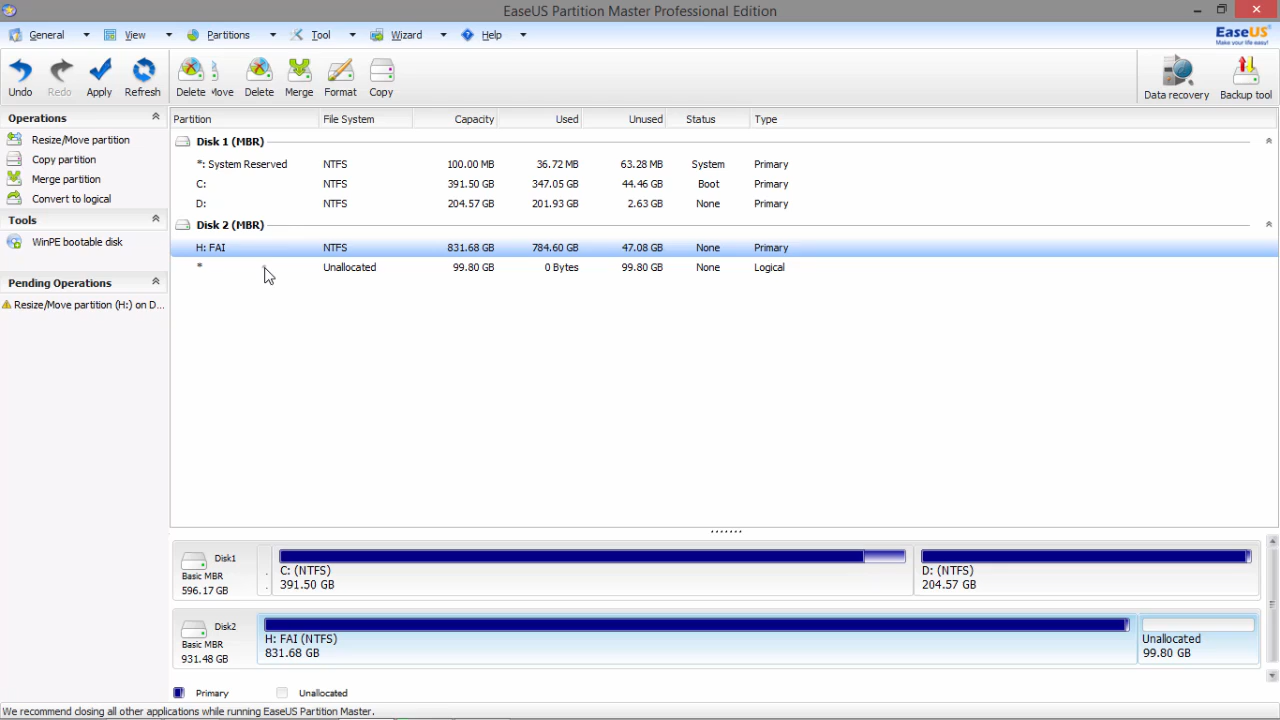 EaseUS Partition Master Professional Edition
General View Partitions Tool Wizard Help
EaseUS
Make your life easy!
Undo Redo Apply Refresh Delete Move Delete Merge Format Copy Data recovery Backup tool
Operations
Resize/Move partition
Copy partition
Merge partition
Convert to logical
Tools
WinPE bootable disk
Pending Operations
Resize/Move partition (H:) on D...
Partition File System Capacity Used Unused Status Type
Disk 1 (MBR)
*: System Reserved NTFS 100.00 MB 36.72 MB 63.28 MB System Primary
C: NTFS 391.50 GB 347.05 GB 44.46 GB Boot Primary
D: NTFS 204.57 GB 201.93 GB 2.63 GB None Primary
Disk 2 (MBR)
H: FAI NTFS 831.68 GB 784.60 GB 47.08 GB None Primary
* Unallocated 99.80 GB 0 Bytes 99.80 GB None Logical
Disk1
Basic MBR
596.17 GB
C: (NTFS)
391.50 GB
D: (NTFS)
204.57 GB
Disk2
Basic MBR
931.48 GB
H: FAI (NTFS)
831.68 GB
Unallocated
99.80 GB
Primary Unallocated
We recommend closing all other applications while running EaseUS Partition Master.